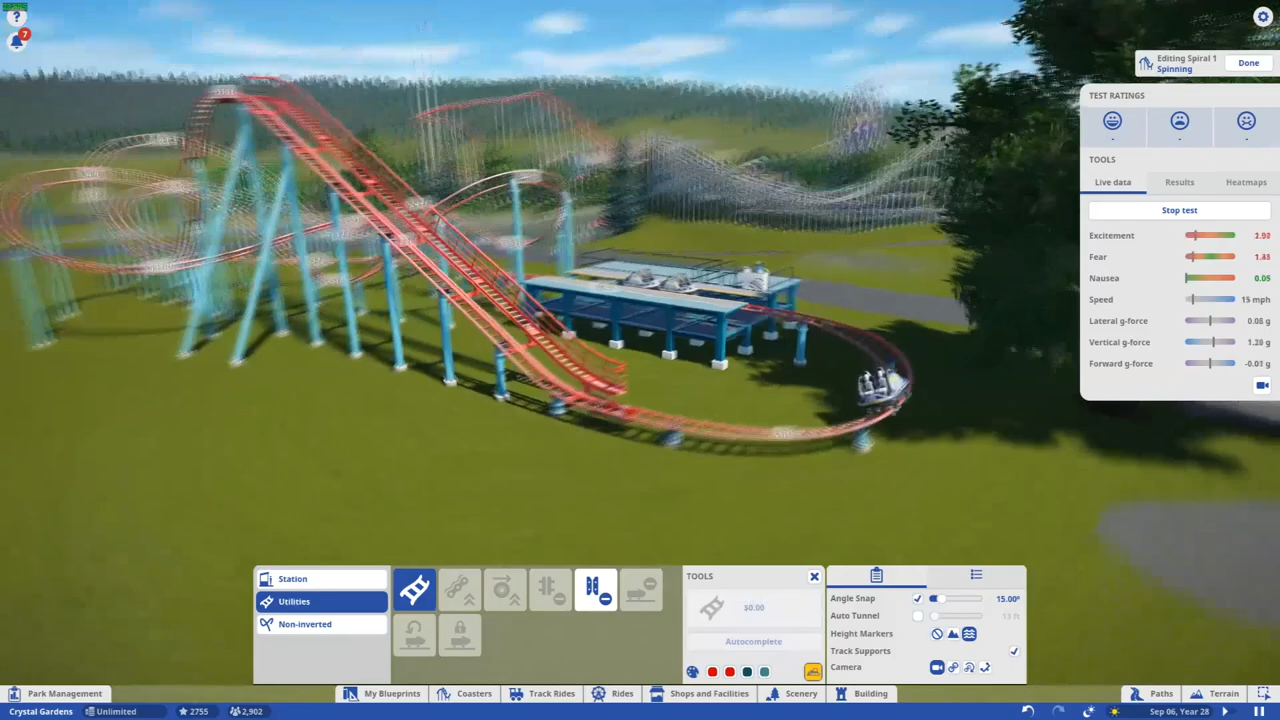 ?
7
Editing Spiral 1
Spinning
Done
TEST RATINGS
- - -
TOOLS
Live data Results Heatmaps
Stop test
Excitement
Fear 1.43
Nausea 0.05
Speed 15 mph
Lateral g-force 0.08 g
Vertical g-force 1.28 g
Forward g-force -0.01 g
Station
Utilities
Non-inverted
TOOLS
$0.00
Autocomplete
Angle Snap 15.00°
Auto Tunnel 13 ft
Height Markers
Track Supports
Camera
Park Management My Blueprints Coasters Track Rides Rides Shops and Facilities Scenery Building Paths Terrain
Crystal Gardens Unlimited 2755 2,902 Sep 06, Year 28